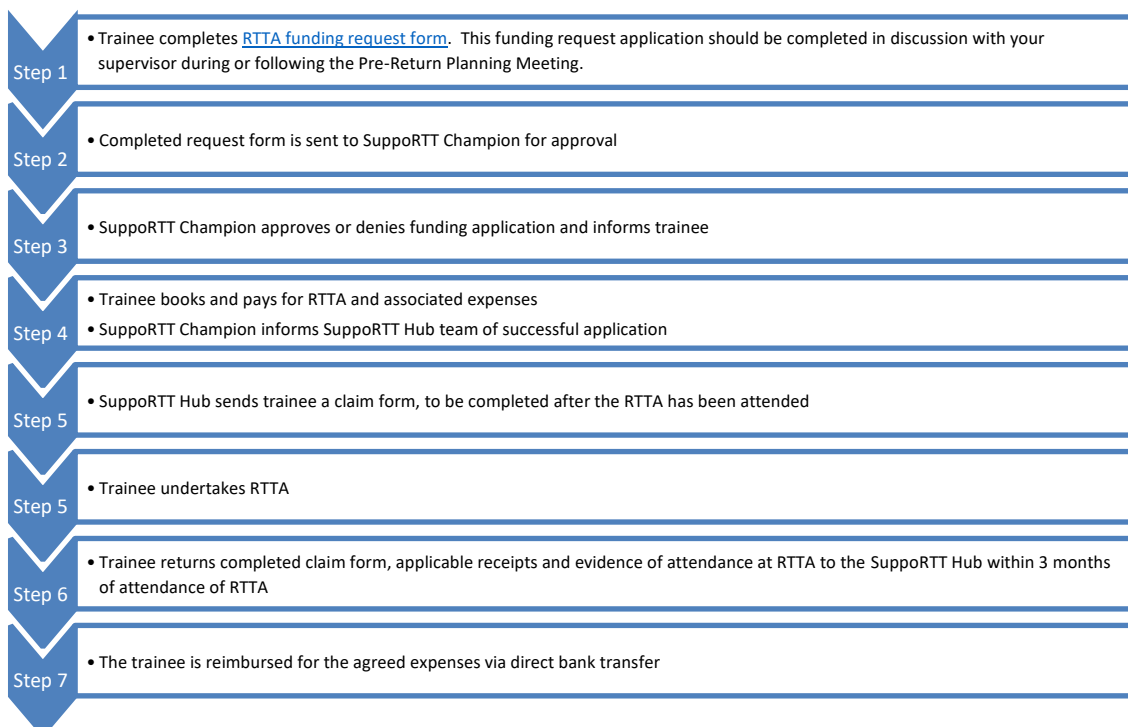 Step 1
• Trainee completes RTTA funding request form.  This funding request application should be completed in discussion with your
supervisor during or following the Pre-Return Planning Meeting.
Step 2
• Completed request form is sent to SuppoRTT Champion for approval
Step 3
• SuppoRTT Champion approves or denies funding application and informs trainee
Step 4
• Trainee books and pays for RTTA and associated expenses
• SuppoRTT Champion informs SuppoRTT Hub team of successful application
Step 5
• SuppoRTT Hub sends trainee a claim form, to be completed after the RTTA has been attended
Step 5
• Trainee undertakes RTTA
Step 6
• Trainee returns completed claim form, applicable receipts and evidence of attendance at RTTA to the SuppoRTT Hub within 3 months
of attendance of RTTA
Step 7
• The trainee is reimbursed for the agreed expenses via direct bank transfer